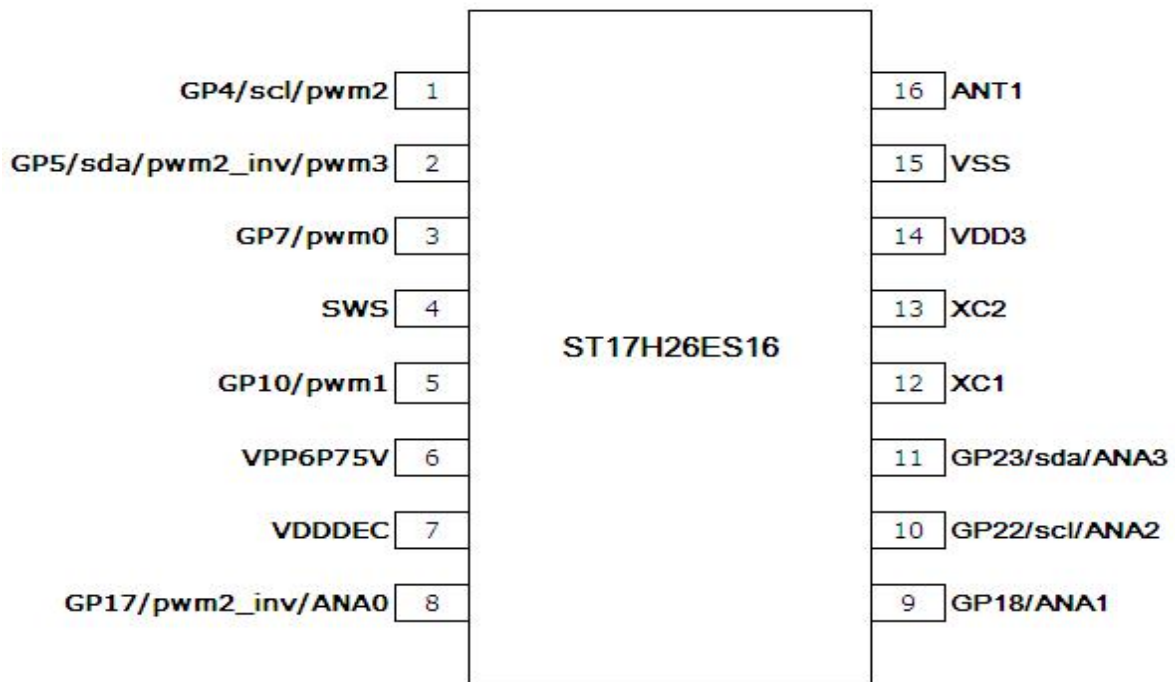 GP4/scl/pwm2 1
GP5/sda/pwm2_inv/pwm3 2
GP7/pwm0 3
SWS 4
GP10/pwm1 5
VPP6P75V 6
VDDDEC 7
GP17/pwm2_inv/ANA0 8
ST17H26ES16
16 ANT1
15 VSS
14 VDD3
13 XC2
12 XC1
11 GP23/sda/ANA3
10 GP22/scl/ANA2
9 GP18/ANA1